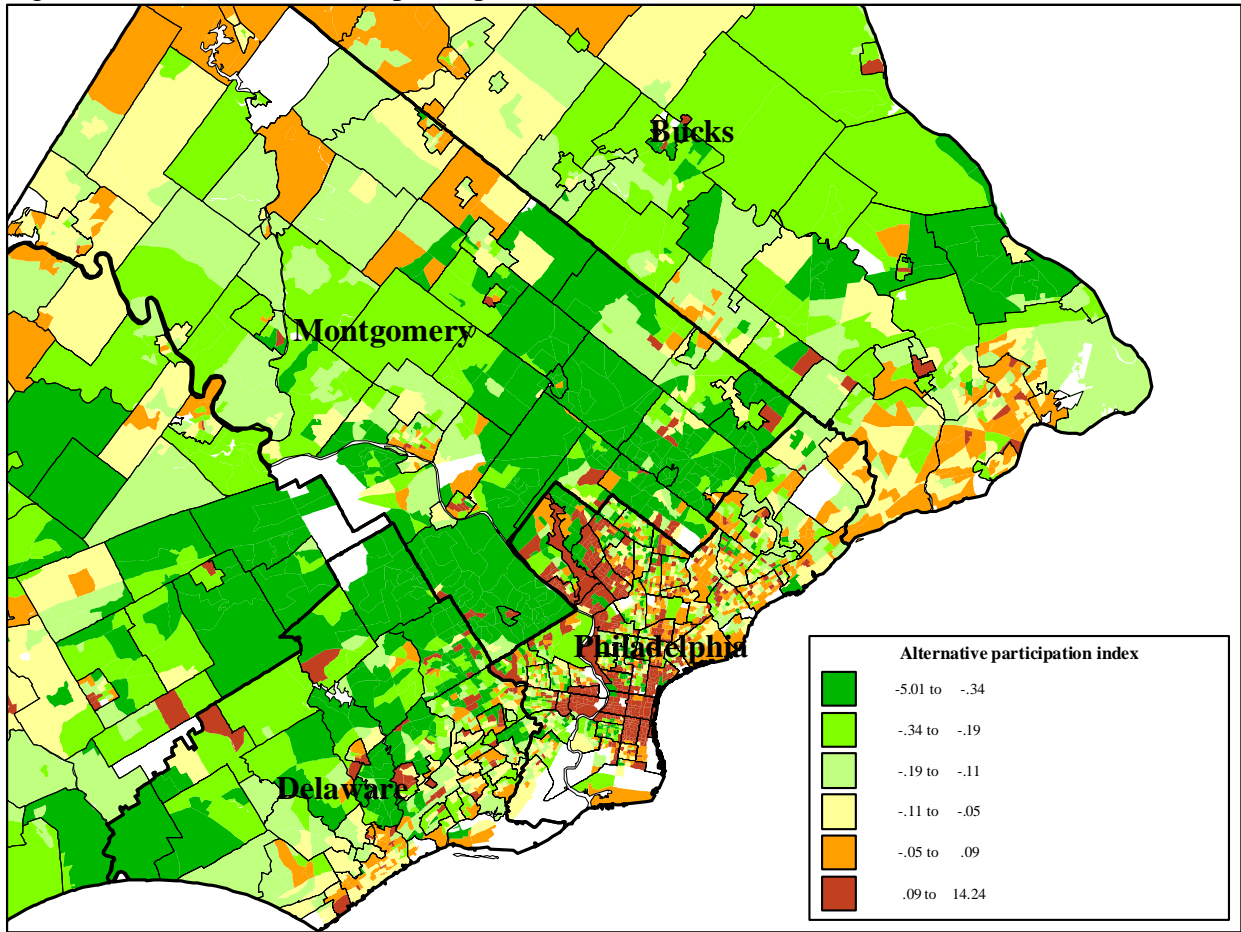 Bucks
Montgomery
Philadelphia
Delaware
Alternative participation index
-5.01 to -.34
-.34 to -.19
-.19 to -.11
-.11 to -.05
-.05 to .09
.09 to 14.24